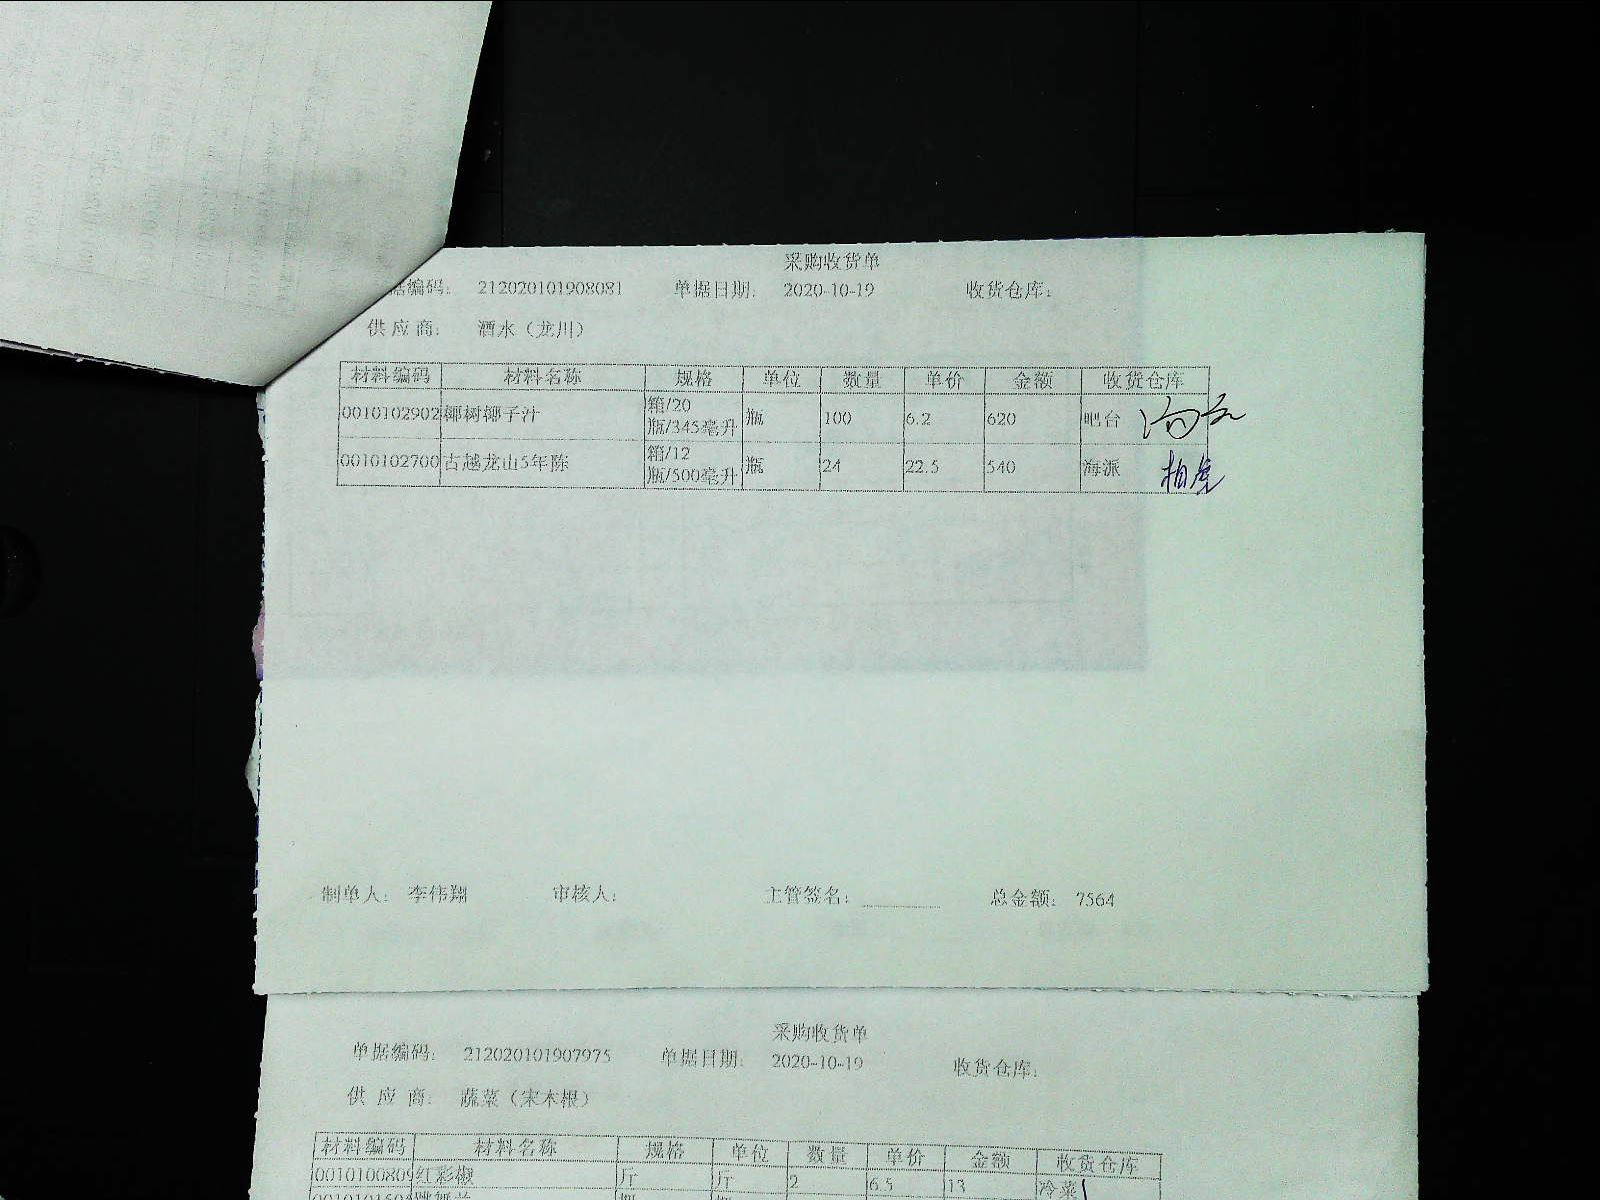 采购收货单
据编码: 212020101908081 单据日期: 2020-10-19 收货仓库:
供应商: 酒水（龙川）
材料编码 材料名称 规格 单位 数量 单价 金额 收货仓库
0010102902 椰树椰子汁 箱/20瓶/345毫升 瓶 100 6.2 620 吧台
0010102700 古越龙山5年陈 箱/12瓶/500毫升 瓶 24 22.5 540 海派
制单人: 李伟翔 审核人: 主管签名: 总金额: 7564
采购收货单
单据编码: 212020101907975 单据日期: 2020-10-19 收货仓库:
供应商: 蔬菜（宋木根）
材料编码 材料名称 规格 单位 数量 单价 金额 收货仓库
0010100809 红彩椒 斤 斤 2 6.5 13 冷菜